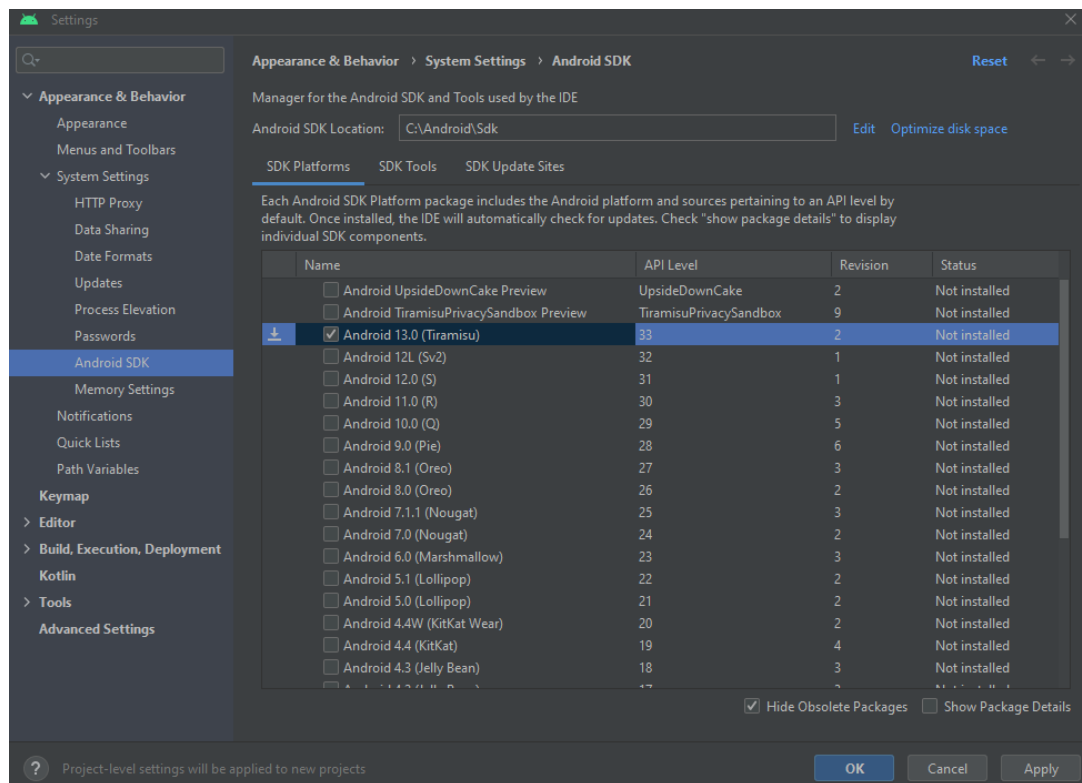 Settings
Appearance & Behavior
Appearance
Menus and Toolbars
System Settings
HTTP Proxy
Data Sharing
Date Formats
Updates
Process Elevation
Passwords
Android SDK
Memory Settings
Notifications
Quick Lists
Path Variables
Keymap
Editor
Build, Execution, Deployment
Kotlin
Tools
Advanced Settings
Appearance & Behavior › System Settings › Android SDK Reset
Manager for the Android SDK and Tools used by the IDE
Android SDK Location: C:\Android\Sdk Edit Optimize disk space
SDK Platforms SDK Tools SDK Update Sites
Each Android SDK Platform package includes the Android platform and sources pertaining to an API level by
default. Once installed, the IDE will automatically check for updates. Check "show package details" to display
individual SDK components.
Name API Level Revision Status
Android UpsideDownCake Preview UpsideDownCake 2 Not installed
Android TiramisuPrivacySandbox Preview TiramisuPrivacySandbox 9 Not installed
Android 13.0 (Tiramisu) 33 2 Not installed
Android 12L (Sv2) 32 1 Not installed
Android 12.0 (S) 31 1 Not installed
Android 11.0 (R) 30 3 Not installed
Android 10.0 (Q) 29 5 Not installed
Android 9.0 (Pie) 28 6 Not installed
Android 8.1 (Oreo) 27 3 Not installed
Android 8.0 (Oreo) 26 2 Not installed
Android 7.1.1 (Nougat) 25 3 Not installed
Android 7.0 (Nougat) 24 2 Not installed
Android 6.0 (Marshmallow) 23 3 Not installed
Android 5.1 (Lollipop) 22 2 Not installed
Android 5.0 (Lollipop) 21 2 Not installed
Android 4.4W (KitKat Wear) 20 2 Not installed
Android 4.4 (KitKat) 19 4 Not installed
Android 4.3 (Jelly Bean) 18 3 Not installed
Hide Obsolete Packages Show Package Details
? Project-level settings will be applied to new projects
OK Cancel Apply